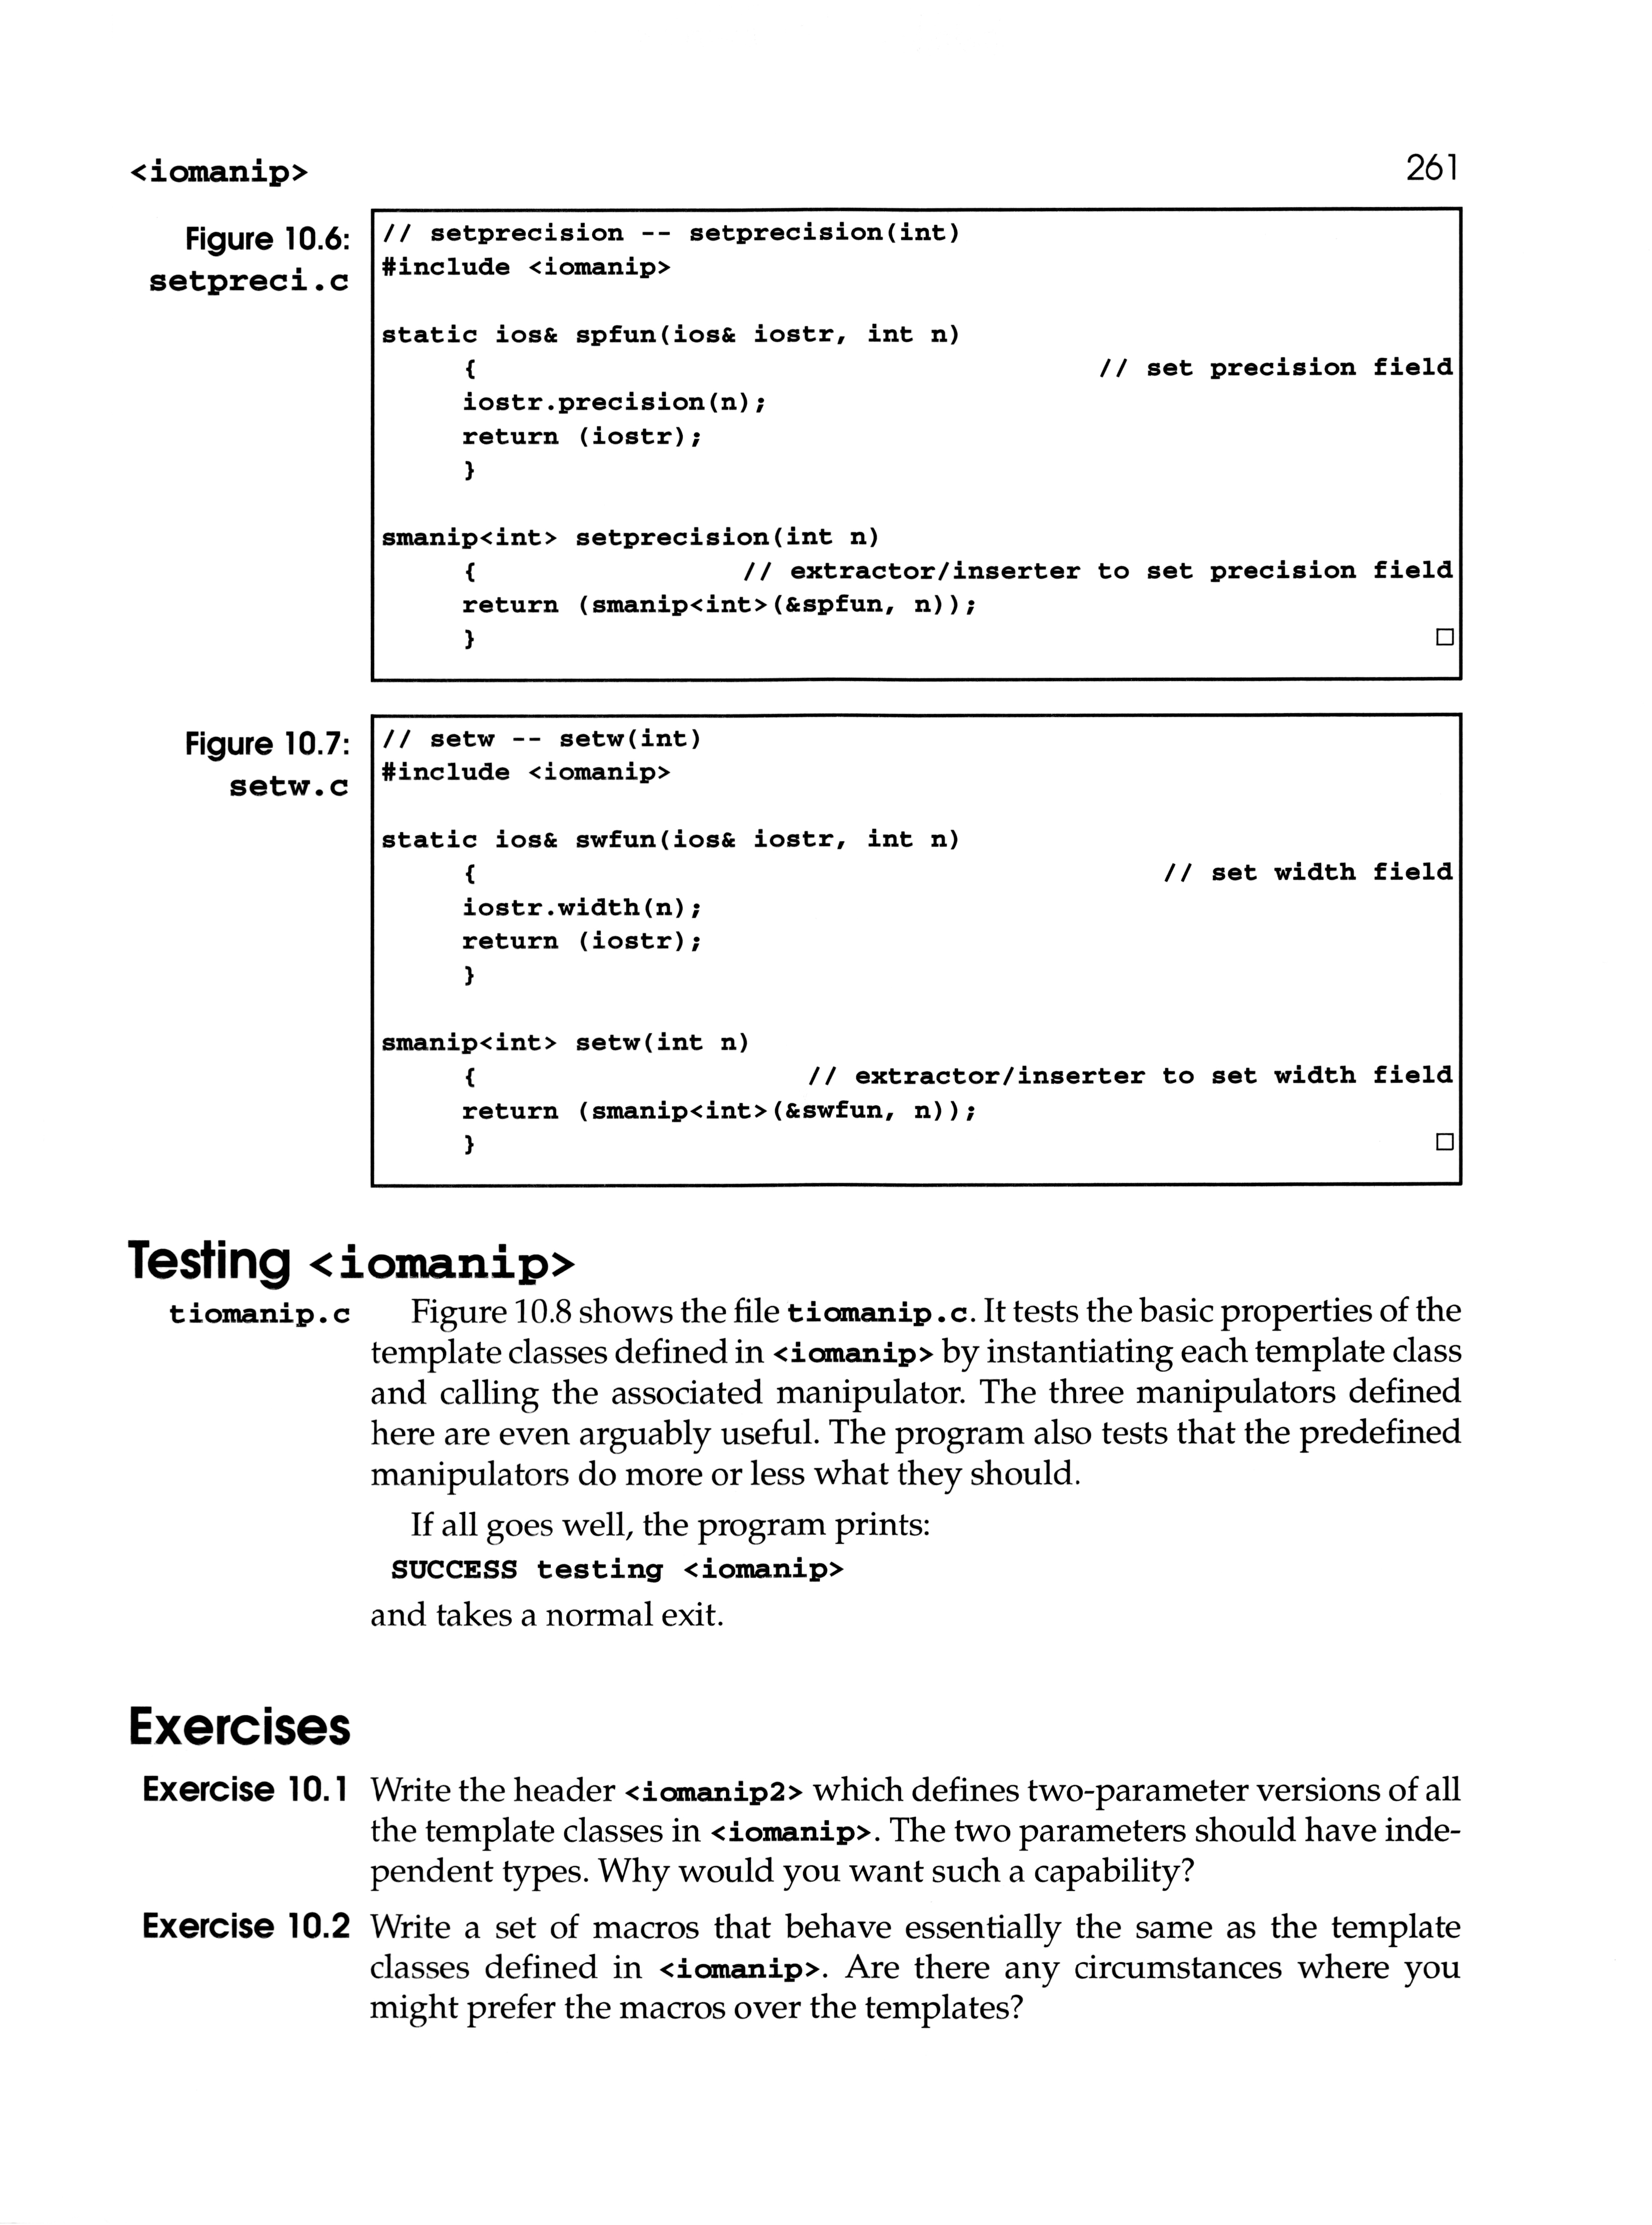 <iomanip> 261
Figure 10.6:
setpreci.c
// setprecision -- setprecision(int)
#include <iomanip>
static ios& spfun(ios& iostr, int n)
{ // set precision field
iostr.precision(n);
return (iostr);
}
smanip<int> setprecision(int n)
{ // extractor/inserter to set precision field
return (smanip<int>(&spfun, n));
} □
Figure 10.7:
setw.c
// setw -- setw(int)
#include <iomanip>
static ios& swfun(ios& iostr, int n)
{ // set width field
iostr.width(n);
return (iostr);
}
smanip<int> setw(int n)
{ // extractor/inserter to set width field
return (smanip<int>(&swfun, n));
} □
Testing <iomanip>
tiomanip.c Figure 10.8 shows the file tiomanip.c. It tests the basic properties of the
template classes defined in <iomanip> by instantiating each template class
and calling the associated manipulator. The three manipulators defined
here are even arguably useful. The program also tests that the predefined
manipulators do more or less what they should.
If all goes well, the program prints:
SUCCESS testing <iomanip>
and takes a normal exit.
Exercises
Exercise 10.1 Write the header <iomanip2> which defines two-parameter versions of all
the template classes in <iomanip>. The two parameters should have inde-
pendent types. Why would you want such a capability?
Exercise 10.2 Write a set of macros that behave essentially the same as the template
classes defined in <iomanip>. Are there any circumstances where you
might prefer the macros over the templates?